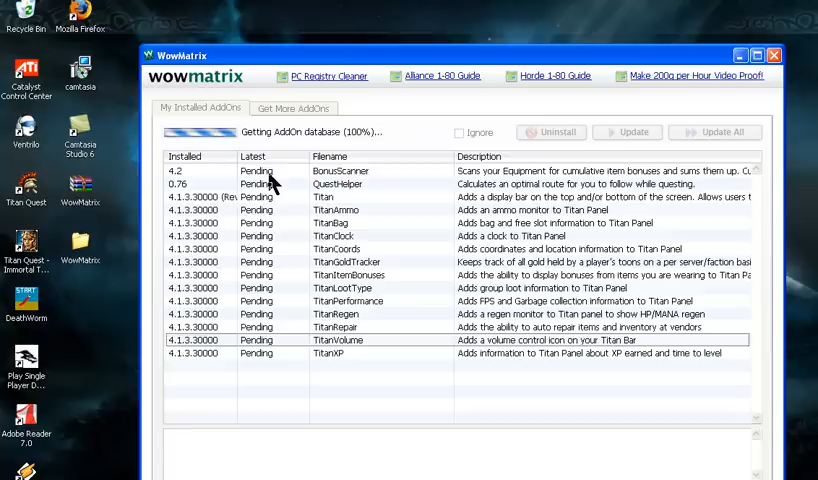 Recycle Bin
Mozilla Firefox
Catalyst
Control Center
camtasia
Ventrilo
Camtasia
Studio 6
Titan Quest
WowMatrix
Titan Quest -
Immortal T...
WowMatrix
DeathWorm
Play Single
Player D...
Adobe Reader
7.0
WowMatrix
wowmatrix
PC Registry Cleaner
Alliance 1-80 Guide
Horde 1-80 Guide
Make 200g per Hour Video Proof!
My Installed AddOns
Get More AddOns
Getting AddOn database (100%)...
Ignore
Uninstall
Update
Update All
Installed Latest Filename Description
4.2 Pending BonusScanner Scans your Equipment for cumulative item bonuses and sums them up. Cu
0.76 Pending QuestHelper Calculates an optimal route for you to follow while questing.
4.1.3.30000 (Rev Pending Titan Adds a display bar on the top and/or bottom of the screen. Allows users t
4.1.3.30000 Pending TitanAmmo Adds an ammo monitor to Titan Panel
4.1.3.30000 Pending TitanBag Adds bag and free slot information to Titan Panel
4.1.3.30000 Pending TitanClock Adds a clock to Titan Panel
4.1.3.30000 Pending TitanCoords Adds coordinates and location information to Titan Panel
4.1.3.30000 Pending TitanGoldTracker Keeps track of all gold held by a player's toons on a per server/faction basi
4.1.3.30000 Pending TitanItemBonuses Adds the ability to display bonuses from items you are wearing to Titan Pa
4.1.3.30000 Pending TitanLootType Adds group loot information to Titan Panel
4.1.3.30000 Pending TitanPerformance Adds FPS and Garbage collection information to Titan Panel
4.1.3.30000 Pending TitanRegen Adds a regen monitor to Titan panel to show HP/MANA regen
4.1.3.30000 Pending TitanRepair Adds the ability to auto repair items and inventory at vendors
4.1.3.30000 Pending TitanVolume Adds a volume control icon on your Titan Bar
4.1.3.30000 Pending TitanXP Adds information to Titan Panel about XP earned and time to level